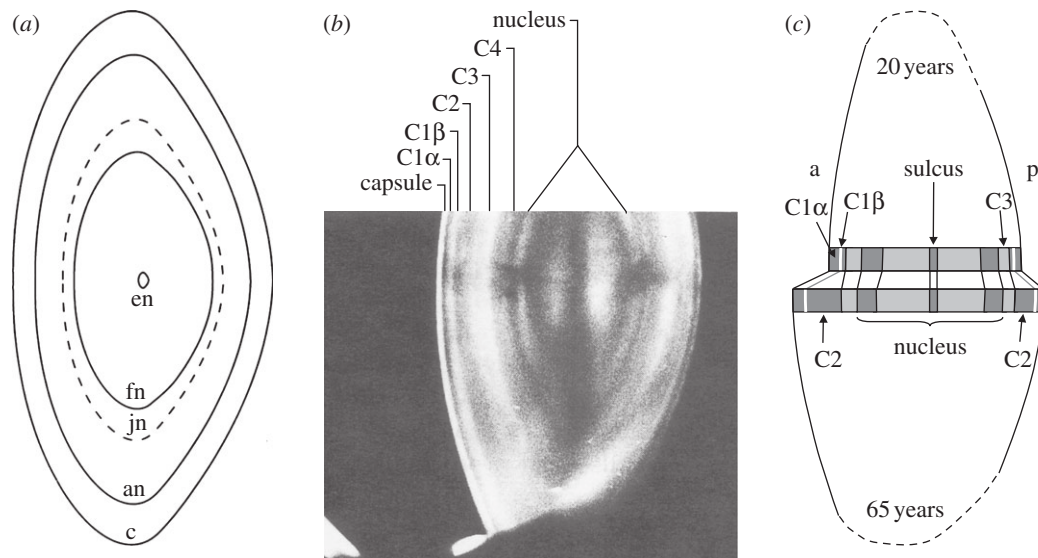 (a)
en
fn
jn
an
c
(b)
nucleus
C4
C3
C2
C1β
C1α
capsule
(c)
20 years
a
sulcus
p
C1α
C1β
C3
C2
nucleus
C2
65 years